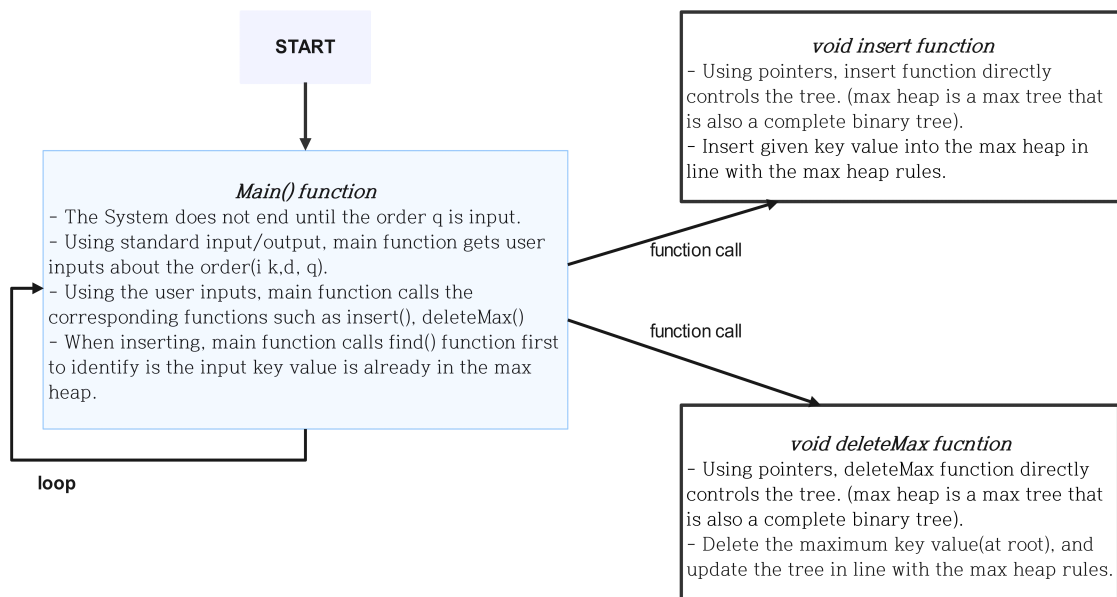 START
Main() function
- The System does not end until the order q is input.
- Using standard input/output, main function gets user
inputs about the order(i k,d, q).
- Using the user inputs, main function calls the
corresponding functions such as insert(), deleteMax()
- When inserting, main function calls find() function first
to identify is the input key value is already in the max
heap.
loop
function call
function call
void insert function
- Using pointers, insert function directly
controls the tree. (max heap is a max tree that
is also a complete binary tree).
- Insert given key value into the max heap in
line with the max heap rules.
void deleteMax fucntion
- Using pointers, deleteMax function directly
controls the tree. (max heap is a max tree that
is also a complete binary tree).
- Delete the maximum key value(at root), and
update the tree in line with the max heap rules.